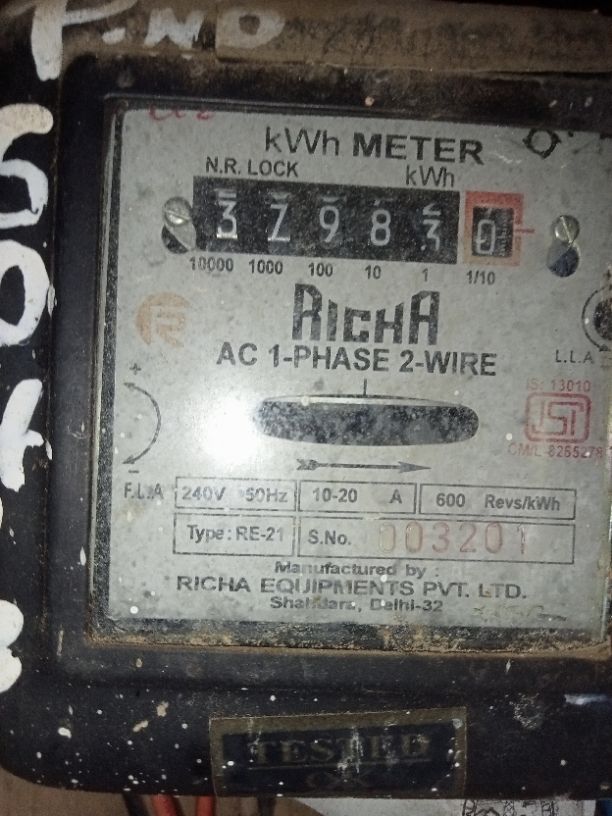 P.NO
kWh METER
N.R. LOCK kWh
3 7 9 8 3 0
10000 1000 100 10 1 1/10
RICHA
AC 1-PHASE 2-WIRE
L.L.A
IS: 13010
+
-
F.L.A 240V 50Hz 10-20 A 600 Revs/kWh
Type: RE-21 S.No. 003201
Manufactured by :
RICHA EQUIPMENTS PVT. LTD.
Shahdara, Delhi-32
TESTED